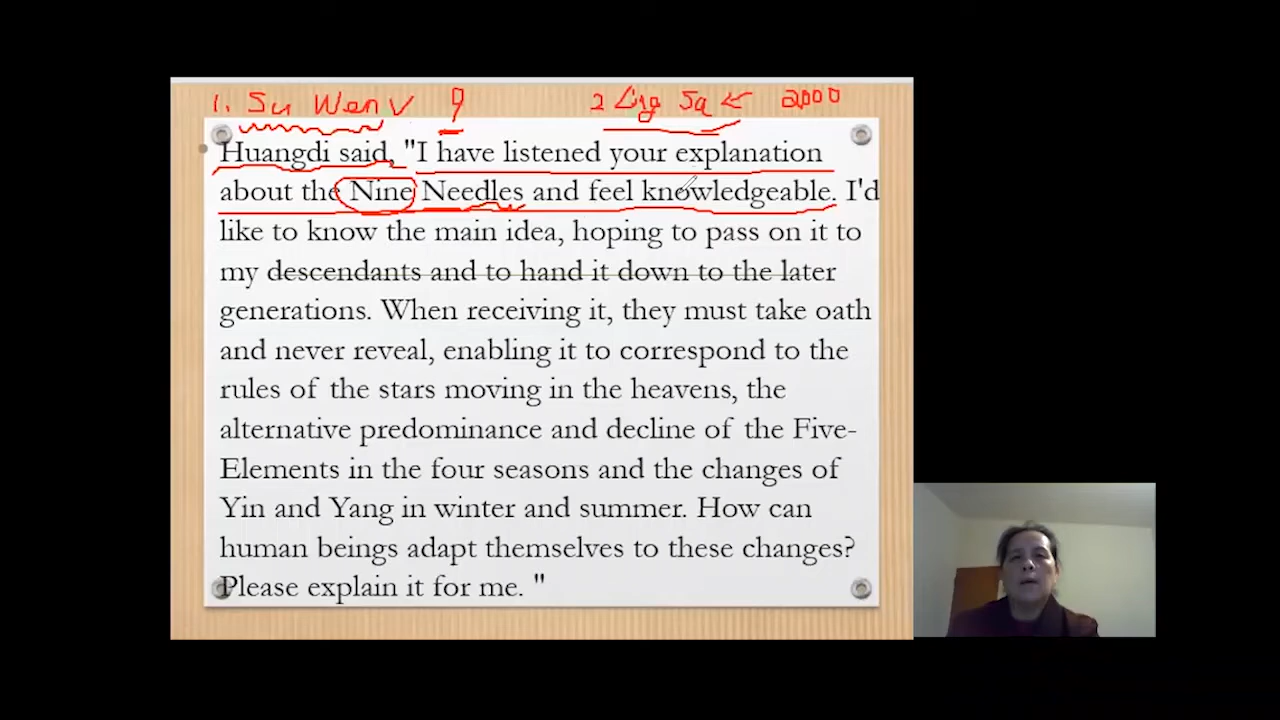 1. Su Wen 9 2 2000
Huangdi said, "I have listened your explanation
about the Nine Needles and feel knowledgeable. I'd
like to know the main idea, hoping to pass on it to
my descendants and to hand it down to the later
generations. When receiving it, they must take oath
and never reveal, enabling it to correspond to the
rules of the stars moving in the heavens, the
alternative predominance and decline of the Five-
Elements in the four seasons and the changes of
Yin and Yang in winter and summer. How can
human beings adapt themselves to these changes?
Please explain it for me. "